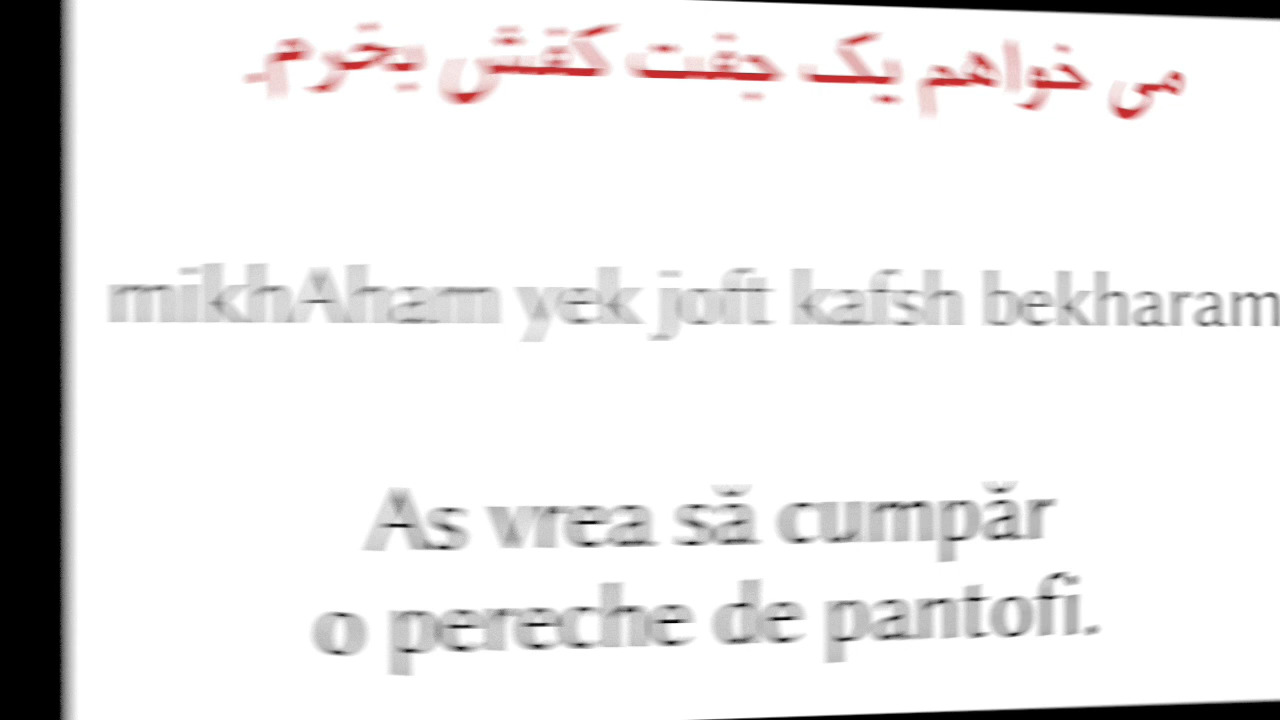 می خواهم یک جفت کفش بخرم.
mikhAham yek joft kafsh bekharam
As vrea să cumpăr
o pereche de pantofi.